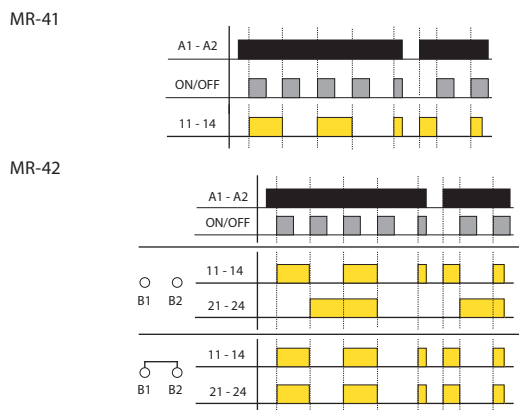 MR-41
A1 - A2
ON/OFF
11 - 14
MR-42
A1 - A2
ON/OFF
11 - 14
B1 B2
21 - 24
11 - 14
B1 B2
21 - 24